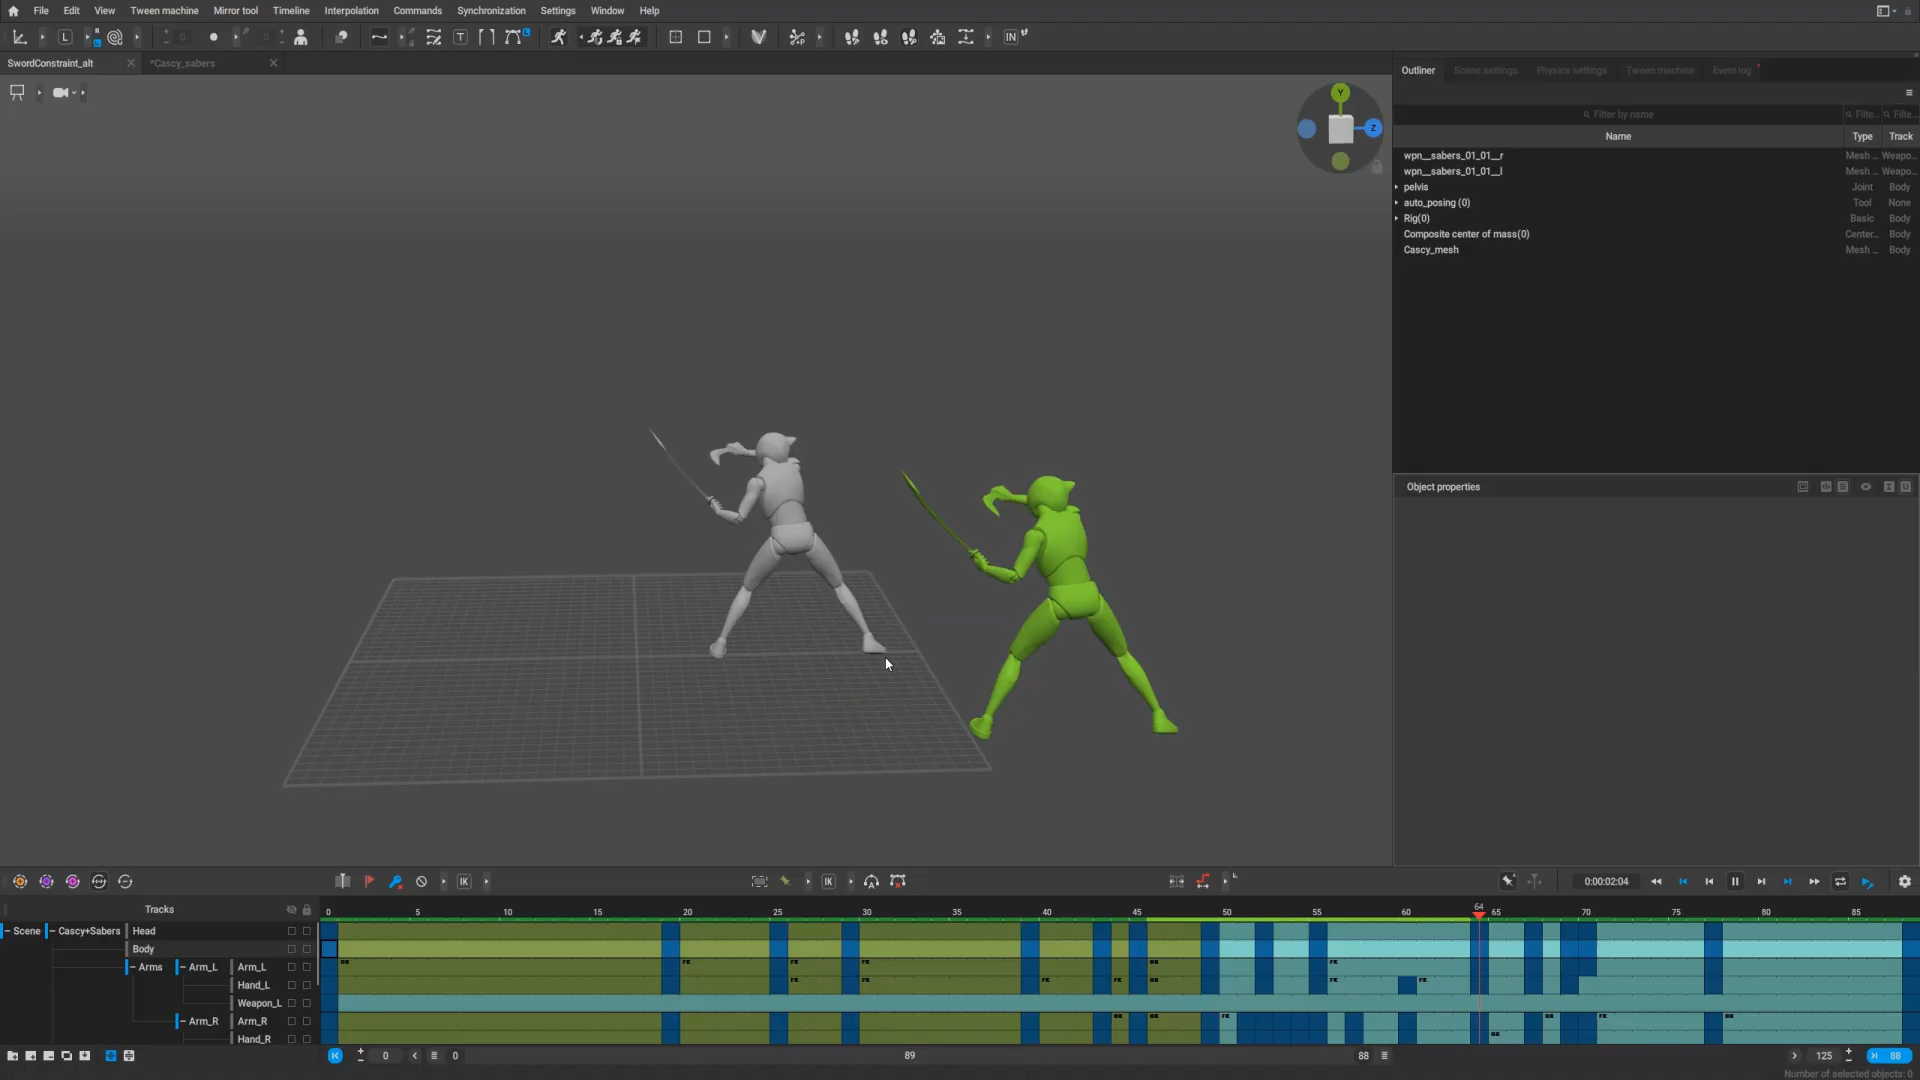 File Edit View Tween machine Mirror tool Timeline Interpolation Commands Synchronization Settings Window Help
L R L 0 0 T L IN
SwordConstraint_alt *Cascy_sabers
Outliner Scene settings Physics settings Tween machine Event log
Y
Z
Filter by name Filte... Filte...
Name Type Track
wpn__sabers_01_01__r Mesh ... Weapo...
wpn__sabers_01_01__l Mesh ... Weapo...
pelvis Joint Body
auto_posing (0) Tool None
Rig(0) Basic Body
Composite center of mass(0) Center... Body
Cascy_mesh Mesh ... Body
Object properties
IK IK 0:00:02:04
Tracks 0 5 10 15 20 25 30 35 40 45 50 55 60 64 65 70 75 80 85
Scene Cascy+Sabers Head
Body
Arms Arm_L Arm_L
Hand_L
Weapon_L
Arm_R Arm_R
Hand_R
0 0 89 88 125 88
Number of selected objects: 0